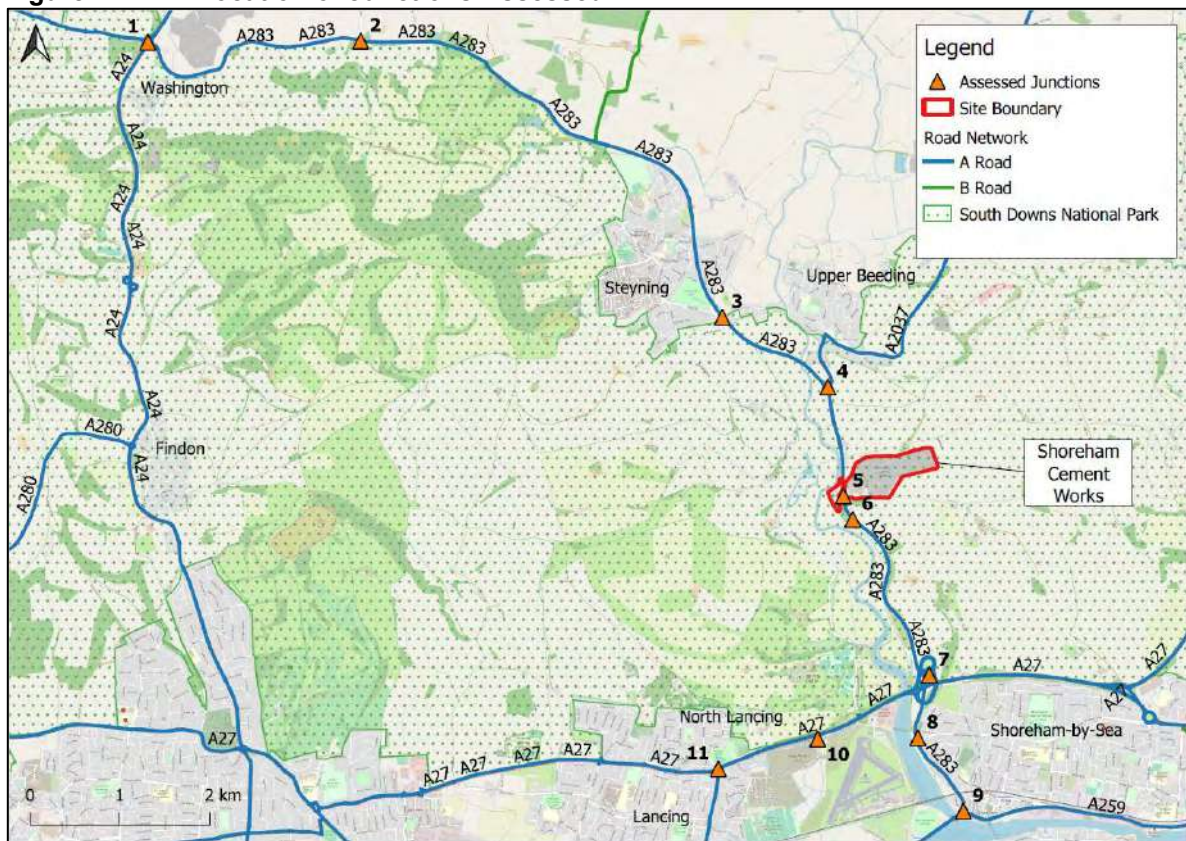 1
A283
A283
2
A283
A283
A24
Washington
A24
A24
A24
A24
A24
A280
A24
A280
Findon
A283
A283
Steyning
3
A283
Upper Beeding
A2037
4
5
6
A283
A283
A283
7
A27
A27
A27
A27
8
Shoreham-by-Sea
A283
9
A259
North Lancing
A27
10
11
A27
A27
A27
A27
A27
Lancing
Legend
Assessed Junctions
Site Boundary
Road Network
A Road
B Road
South Downs National Park
Shoreham
Cement
Works
0 1 2 km